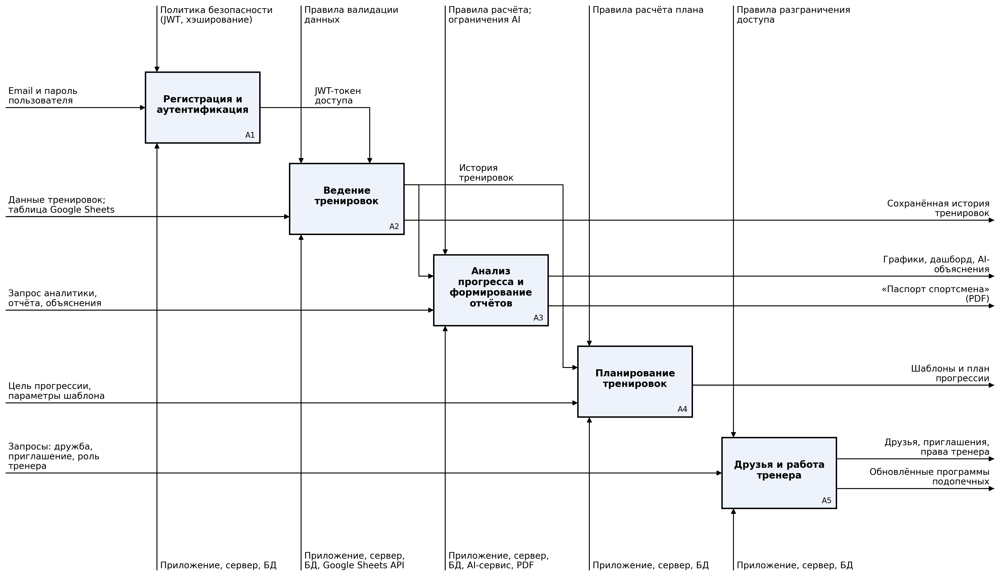 Политика безопасности
(JWT, хэширование)
Правила валидации
данных
Правила расчёта;
ограничения AI
Правила расчёта плана
Правила разграничения
доступа
Email и пароль
пользователя
Регистрация и
аутентификация
A1
JWT-токен
доступа
Данные тренировок;
таблица Google Sheets
Ведение
тренировок
A2
История
тренировок
Сохранённая история
тренировок
Запрос аналитики,
отчёта, объяснения
Анализ
прогресса и
формирование
отчётов
A3
Графики, дашборд, AI-
объяснения
«Паспорт спортсмена»
(PDF)
Цель прогрессии,
параметры шаблона
Планирование
тренировок
A4
Шаблоны и план
прогрессии
Запросы: дружба,
приглашение, роль
тренера
Друзья и работа
тренера
A5
Друзья, приглашения,
права тренера
Обновлённые программы
подопечных
Приложение, сервер, БД
Приложение, сервер,
БД, Google Sheets API
Приложение, сервер,
БД, AI-сервис, PDF
Приложение, сервер, БД
Приложение, сервер, БД